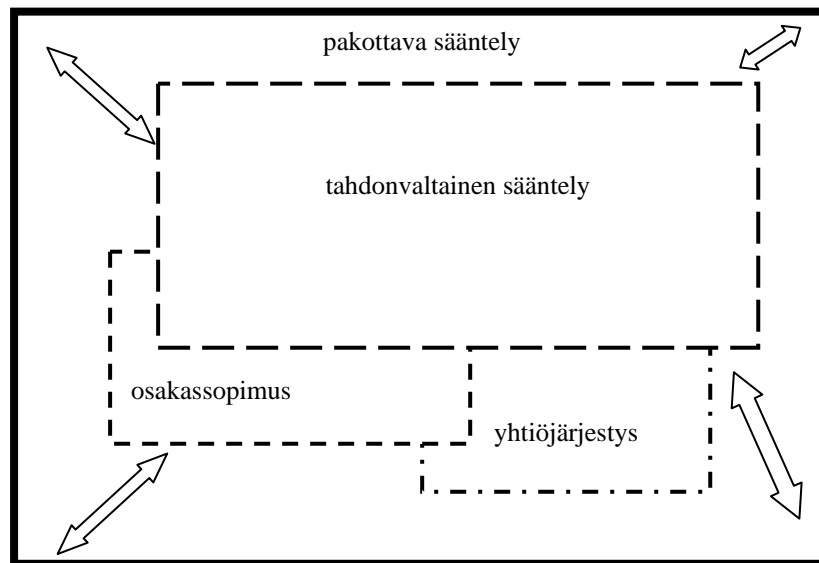 pakottava sääntely
tahdonvaltainen sääntely
osakassopimus
yhtiöjärjestys